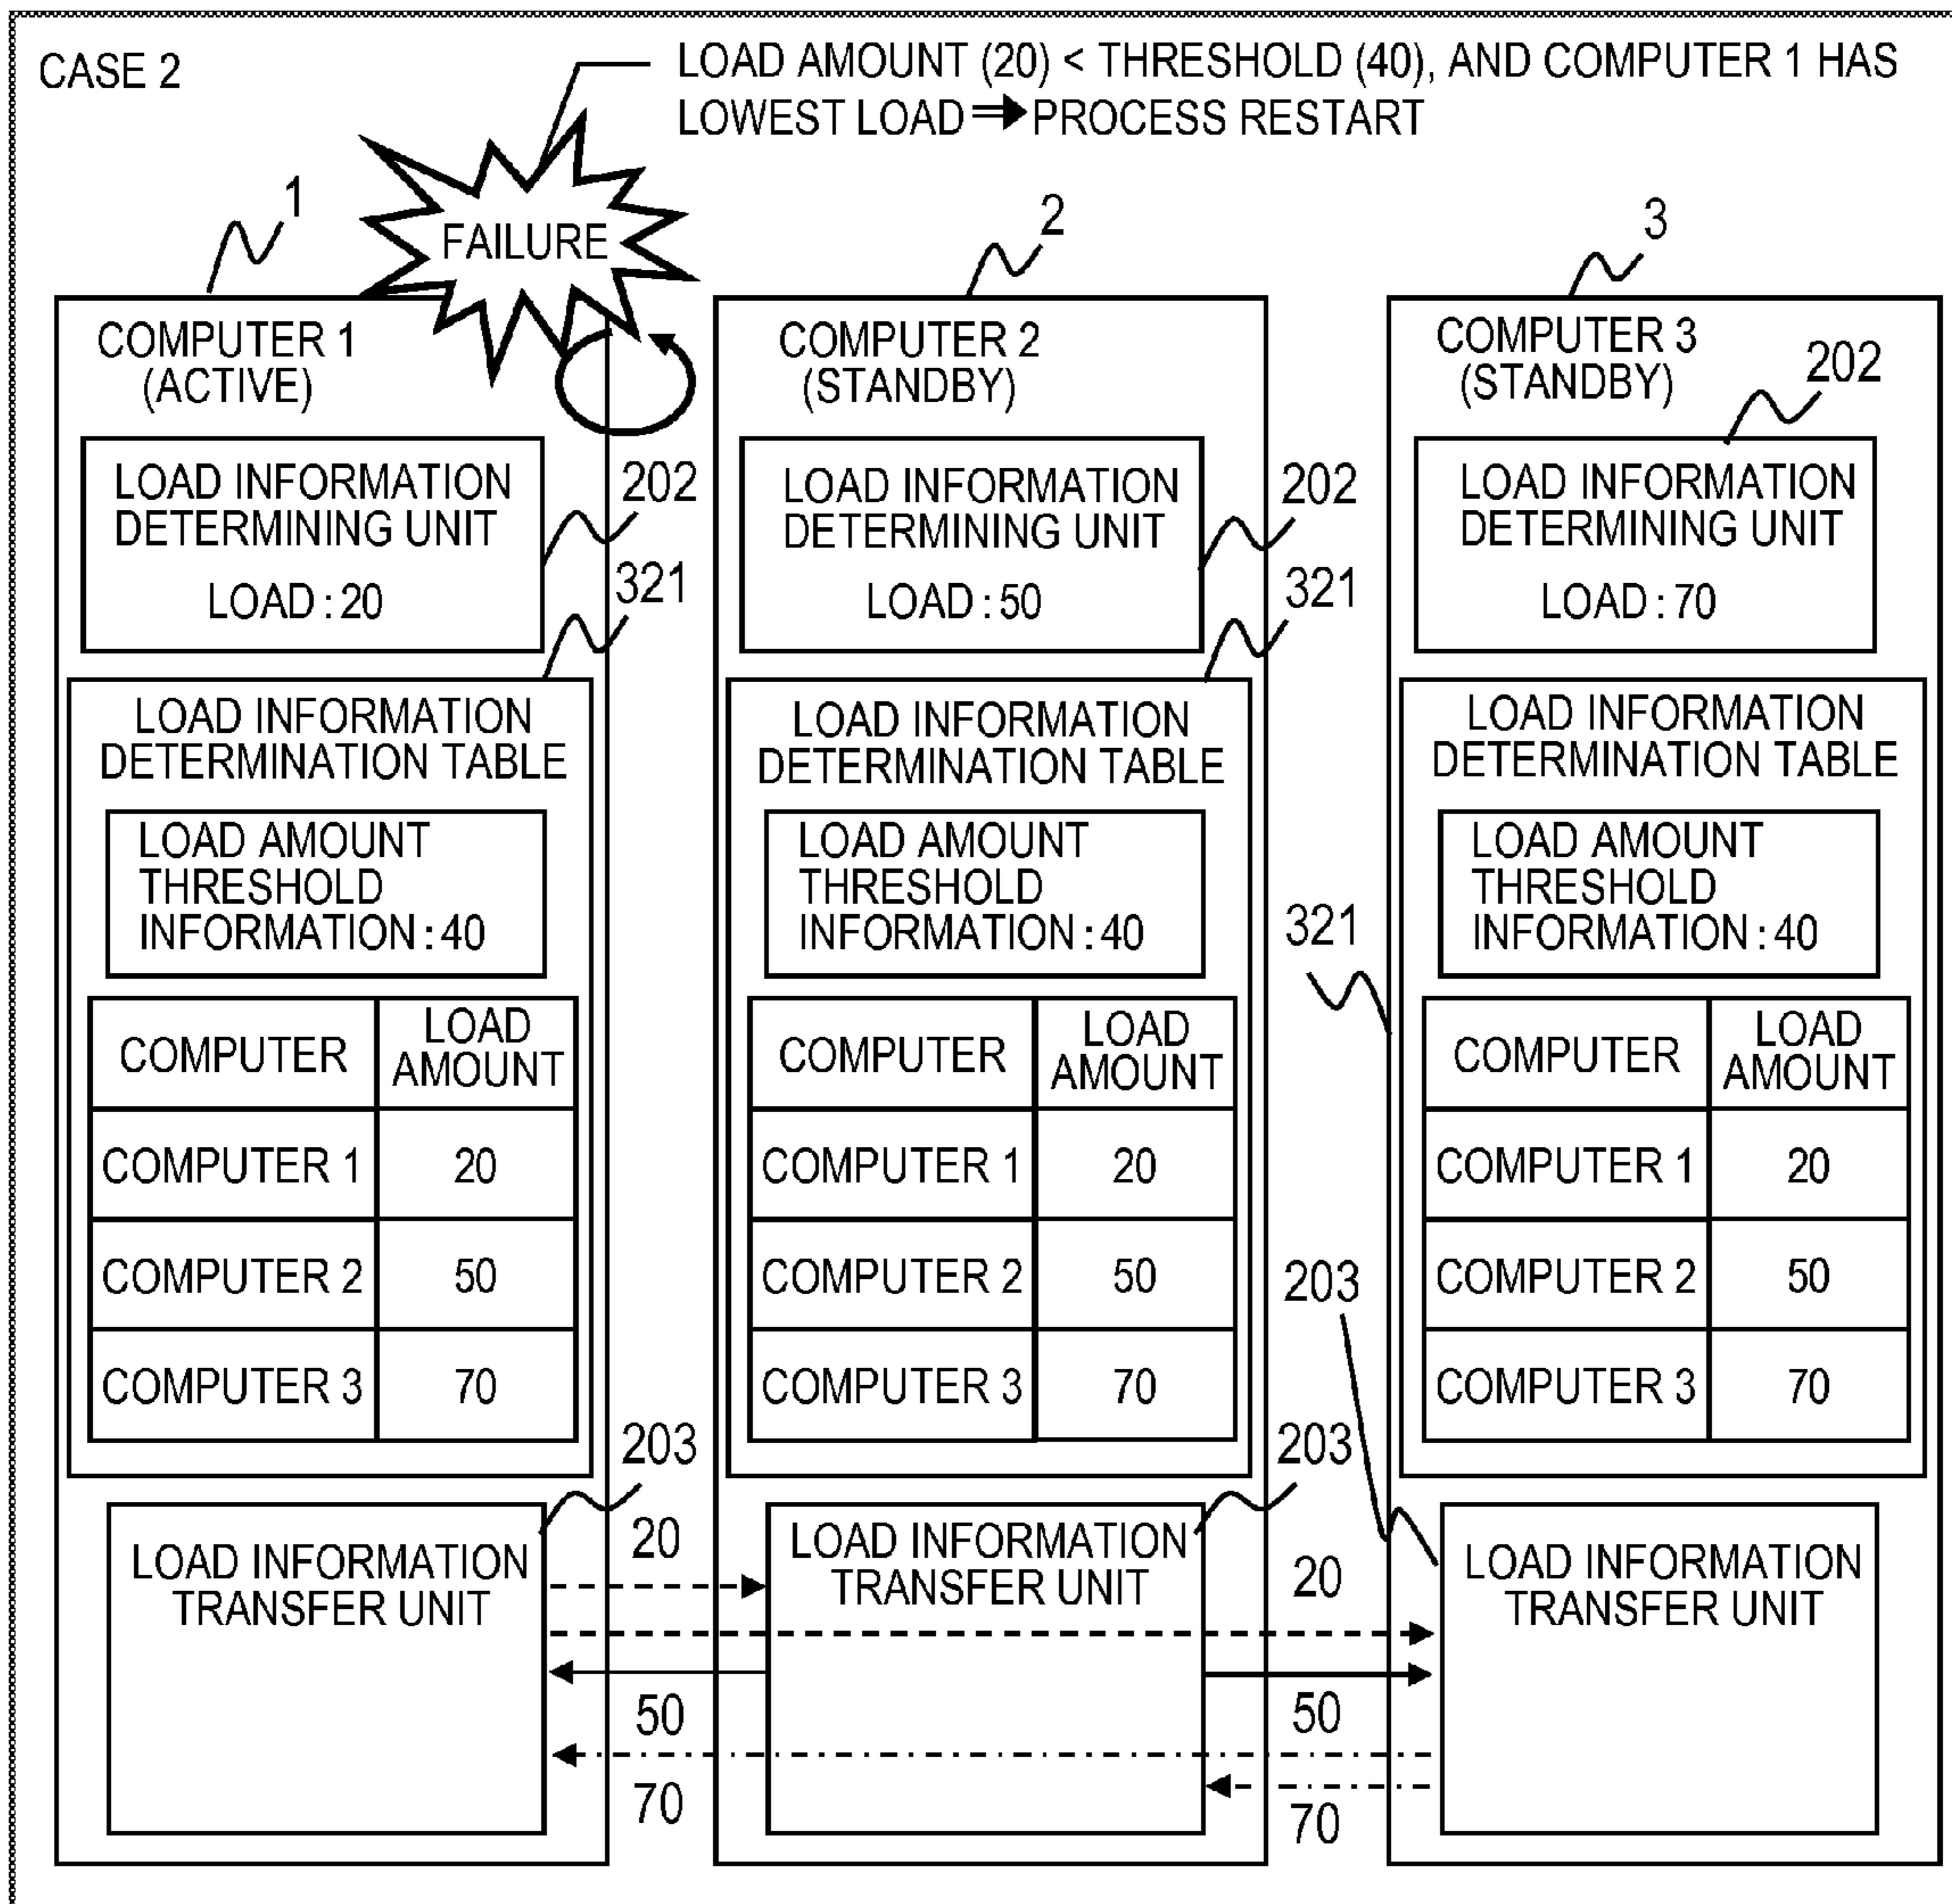 CASE 2
LOAD AMOUNT (20) < THRESHOLD (40), AND COMPUTER 1 HAS
LOWEST LOAD ⇒ PROCESS RESTART
FAILURE
1
COMPUTER 1
(ACTIVE)
LOAD INFORMATION
DETERMINING UNIT
LOAD : 20
202
321
LOAD INFORMATION
DETERMINATION TABLE
LOAD AMOUNT
THRESHOLD
INFORMATION : 40
COMPUTER LOAD AMOUNT
COMPUTER 1 20
COMPUTER 2 50
COMPUTER 3 70
203
LOAD INFORMATION
TRANSFER UNIT
20
50
70
2
COMPUTER 2
(STANDBY)
LOAD INFORMATION
DETERMINING UNIT
LOAD : 50
202
321
LOAD INFORMATION
DETERMINATION TABLE
LOAD AMOUNT
THRESHOLD
INFORMATION : 40
COMPUTER LOAD AMOUNT
COMPUTER 1 20
COMPUTER 2 50
COMPUTER 3 70
203
LOAD INFORMATION
TRANSFER UNIT
20
50
70
3
COMPUTER 3
(STANDBY)
202
LOAD INFORMATION
DETERMINING UNIT
LOAD : 70
LOAD INFORMATION
DETERMINATION TABLE
LOAD AMOUNT
THRESHOLD
INFORMATION : 40
321
COMPUTER LOAD AMOUNT
COMPUTER 1 20
COMPUTER 2 50
COMPUTER 3 70
203
LOAD INFORMATION
TRANSFER UNIT